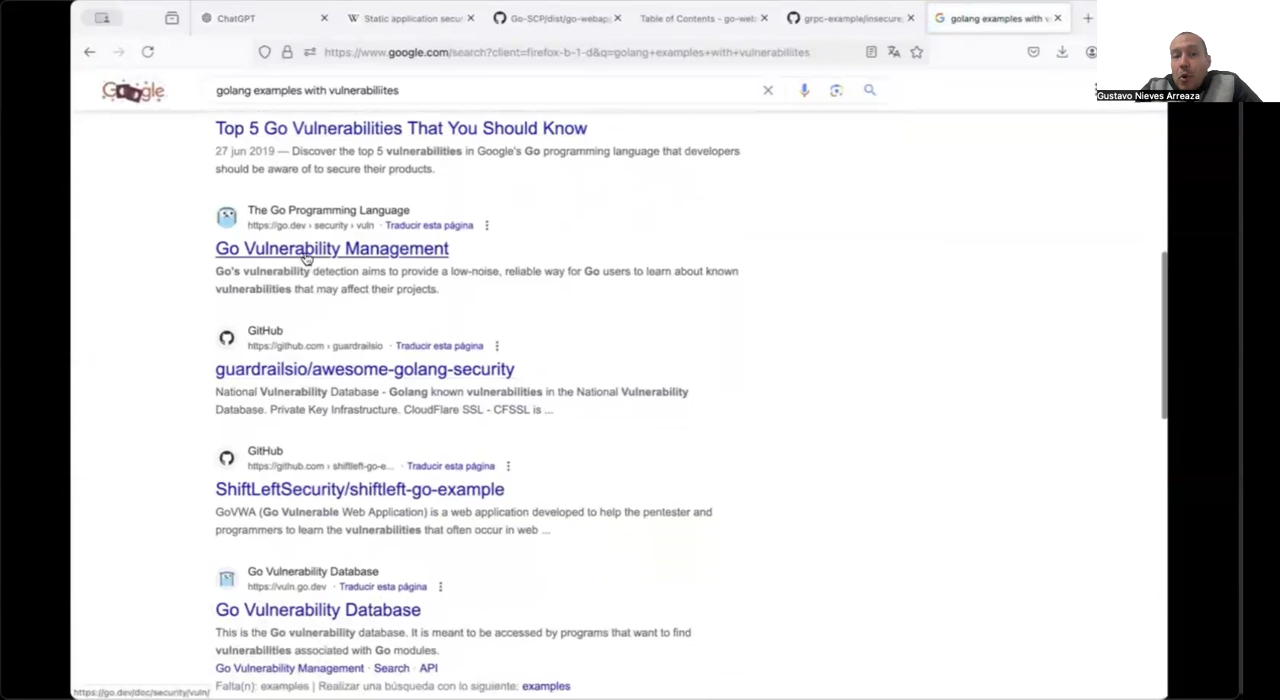 ChatGPT
Static application secu
Go-SCP/dist/go-webap
Table of Contents - go-web
grpc-example/insecure
golang examples with v
https://www.google.com/search?client=firefox-b-1-d&q=golang+examples+with+vulnerabiliites
Gustavo Nieves Arreaza
Google
golang examples with vulnerabiliites
Top 5 Go Vulnerabilities That You Should Know
27 jun 2019 — Discover the top 5 vulnerabilities in Google's Go programming language that developers
should be aware of to secure their products.
The Go Programming Language
https://go.dev › security › vuln · Traducir esta página
Go Vulnerability Management
Go's vulnerability detection aims to provide a low-noise, reliable way for Go users to learn about known
vulnerabilities that may affect their projects.
GitHub
https://github.com › guardrailsio · Traducir esta página
guardrailsio/awesome-golang-security
National Vulnerability Database - Golang known vulnerabilities in the National Vulnerability
Database. Private Key Infrastructure. CloudFlare SSL - CFSSL is ...
GitHub
https://github.com › shiftleft-go-e... · Traducir esta página
ShiftLeftSecurity/shiftleft-go-example
GoVWA (Go Vulnerable Web Application) is a web application developed to help the pentester and
programmers to learn the vulnerabilities that often occur in web ...
Go Vulnerability Database
https://vuln.go.dev · Traducir esta página
Go Vulnerability Database
This is the Go vulnerability database. It is meant to be accessed by programs that want to find
vulnerabilities associated with Go modules.
Go Vulnerability Management · Search · API
Falta(n): examples | Realizar una búsqueda con lo siguiente: examples
https://go.dev/doc/security/vuln/